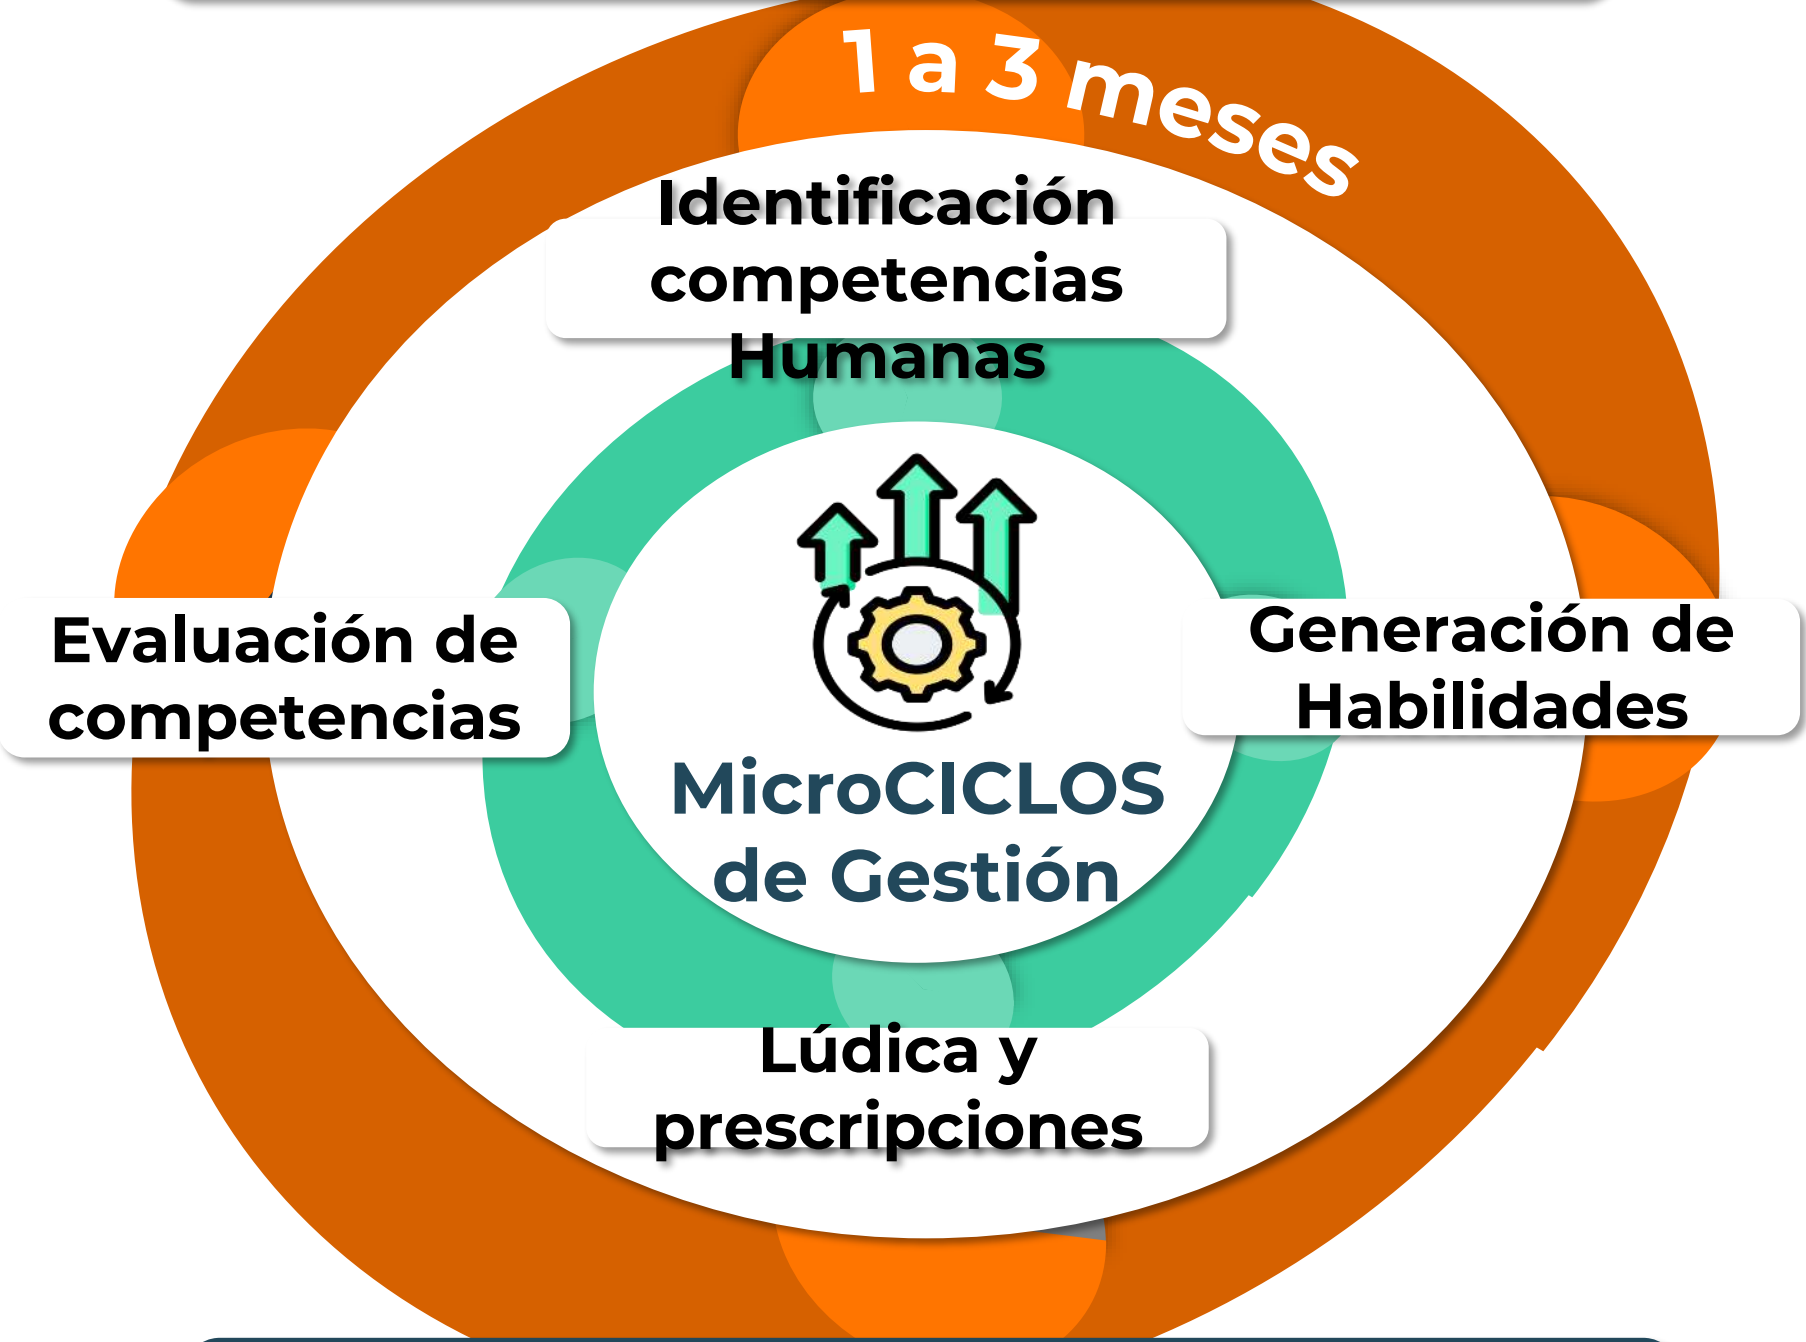 1 a 3 meses
Identificación
competencias
Humanas
Evaluación de
competencias
Generación de
Habilidades
MicroCICLOS
de Gestión
Lúdica y
prescripciones